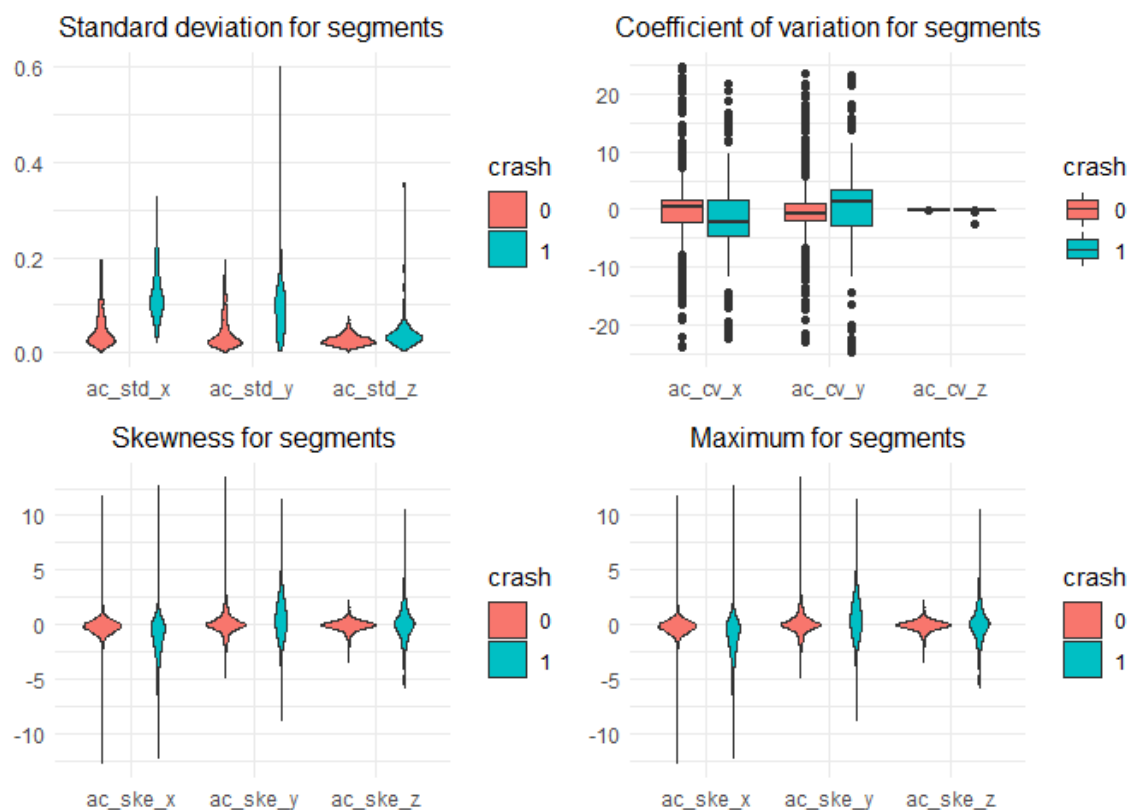 Standard deviation for segments
0.6
0.4
0.2
0.0
ac_std_x ac_std_y ac_std_z
crash
0
1
Coefficient of variation for segments
20
10
0
-10
-20
ac_cv_x ac_cv_y ac_cv_z
crash
0
1
Skewness for segments
10
5
0
-5
-10
ac_ske_x ac_ske_y ac_ske_z
crash
0
1
Maximum for segments
10
5
0
-5
-10
ac_ske_x ac_ske_y ac_ske_z
crash
0
1